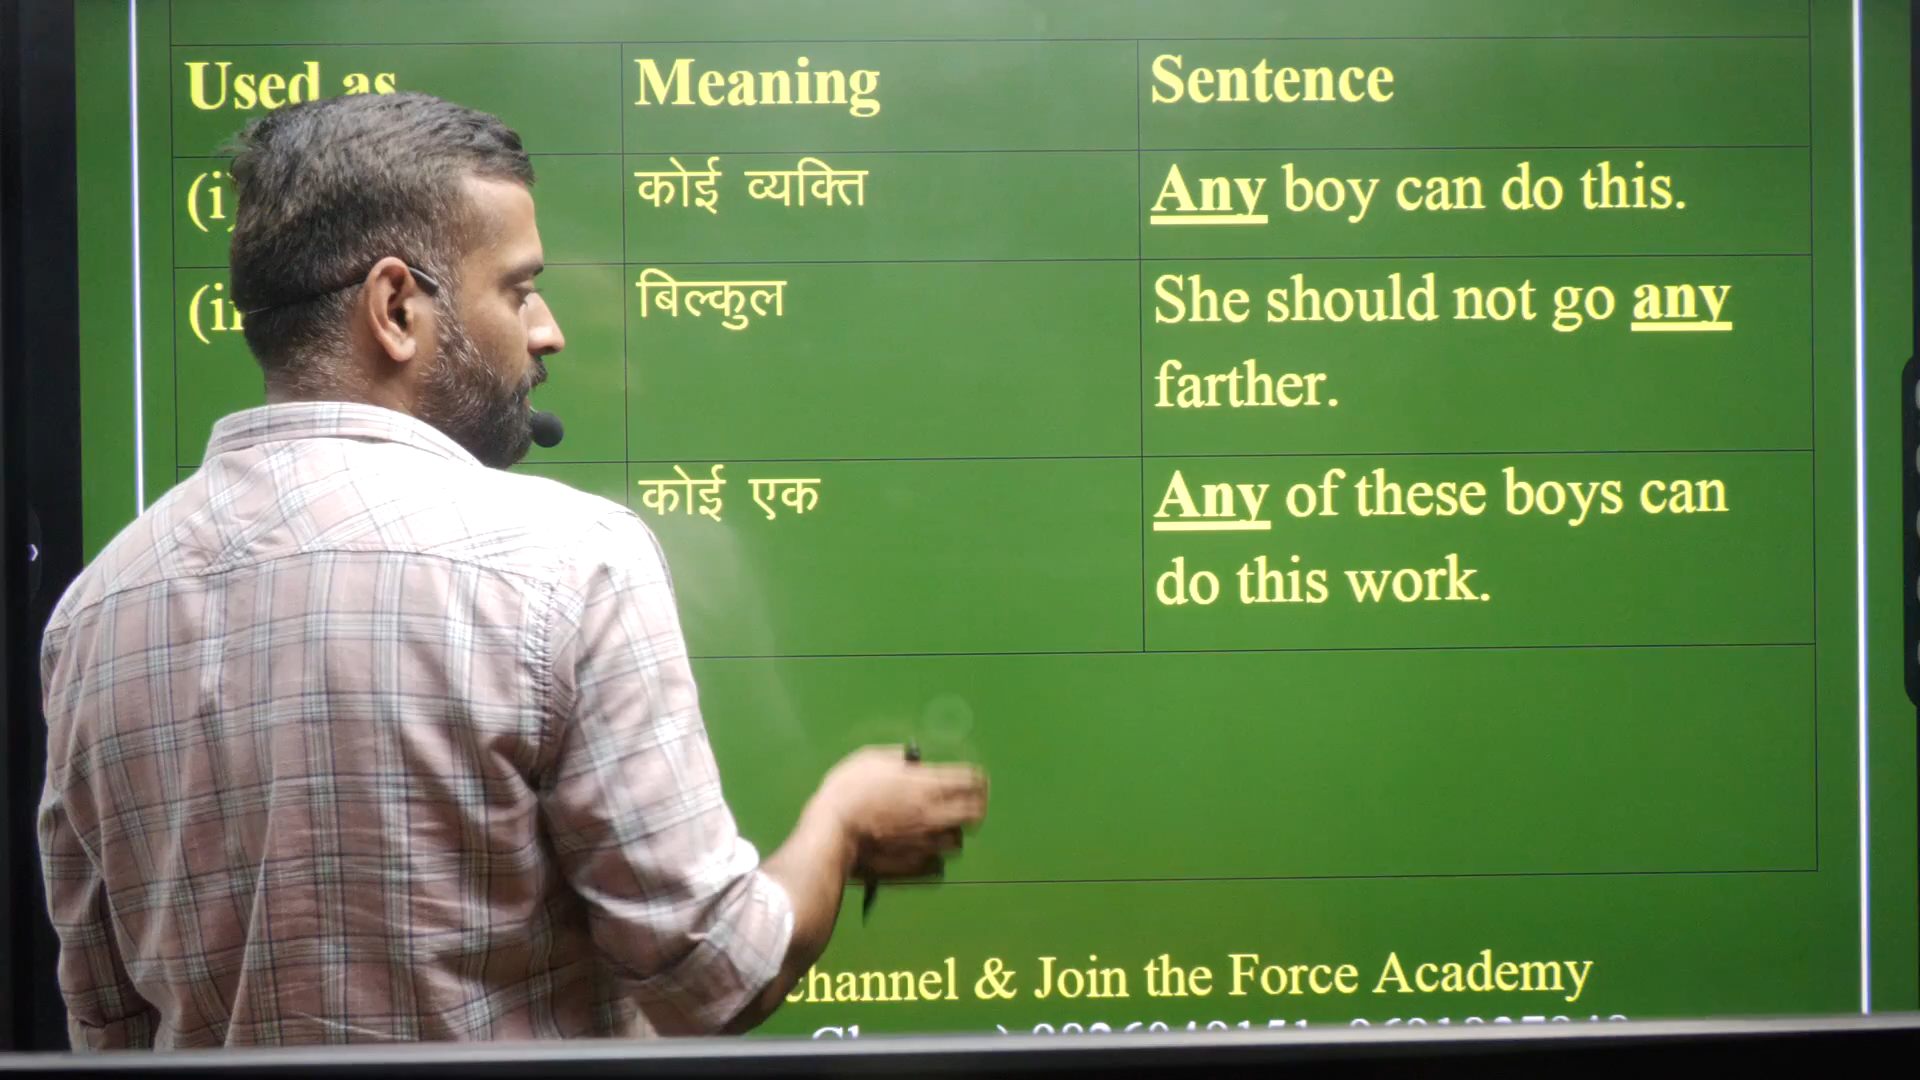 Used as Meaning Sentence
(i) कोई व्यक्ति Any boy can do this.
बिल्कुल She should not go any
farther.
कोई एक Any of these boys can
do this work.
channel & Join the Force Academy